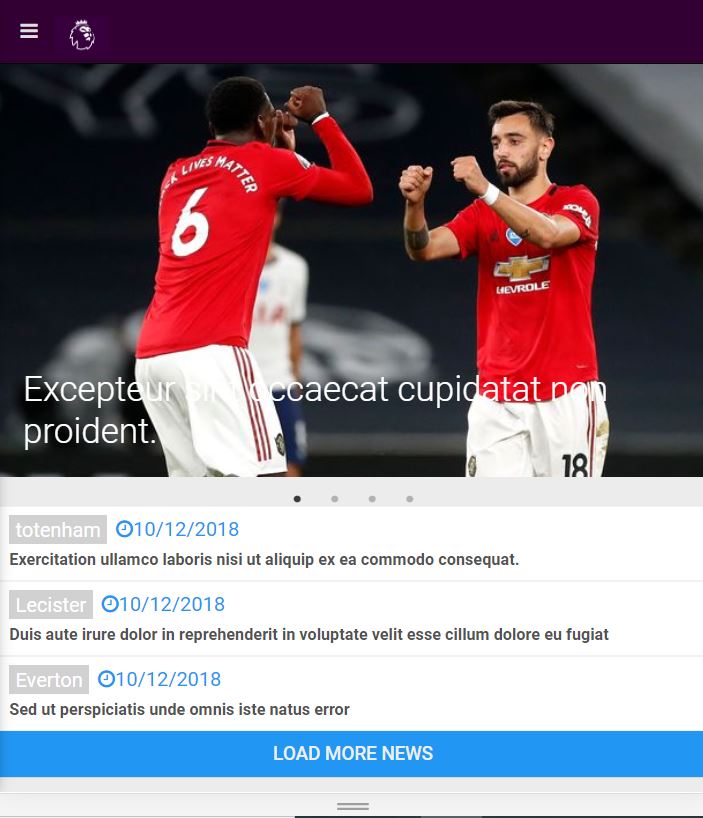 LIVES MATTER
6
CHEVROLET
18
Excepteur sint occaecat cupidatat non
proident.
totenham 10/12/2018
Exercitation ullamco laboris nisi ut aliquip ex ea commodo consequat.
Lecister 10/12/2018
Duis aute irure dolor in reprehenderit in voluptate velit esse cillum dolore eu fugiat
Everton 10/12/2018
Sed ut perspiciatis unde omnis iste natus error
LOAD MORE NEWS